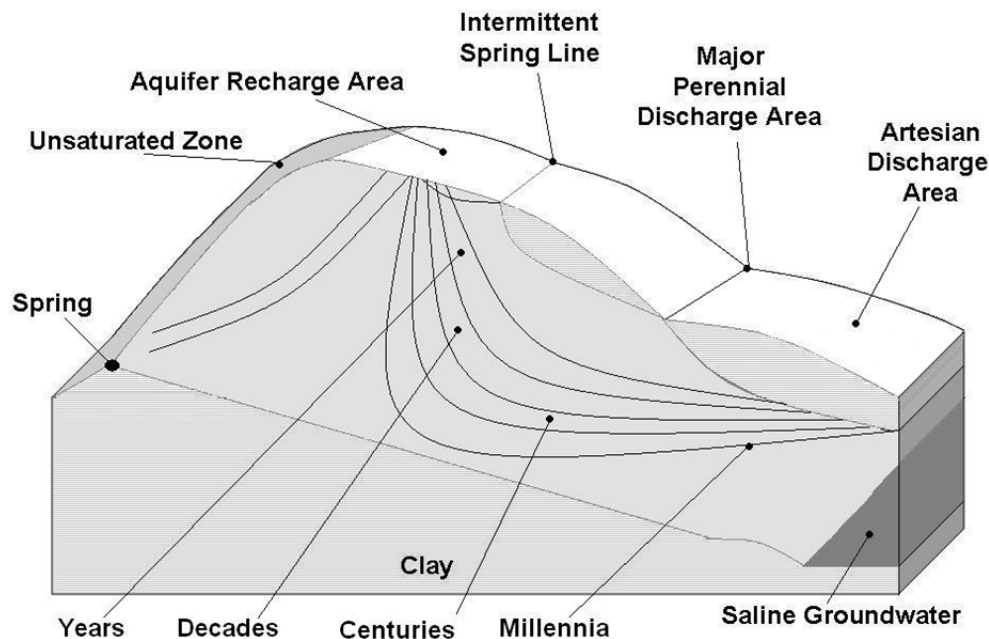 Intermittent
Spring Line
Major
Perennial
Discharge Area
Aquifer Recharge Area
Artesian
Discharge
Area
Unsaturated Zone
Spring
Clay
Years
Decades
Centuries
Millennia
Saline Groundwater